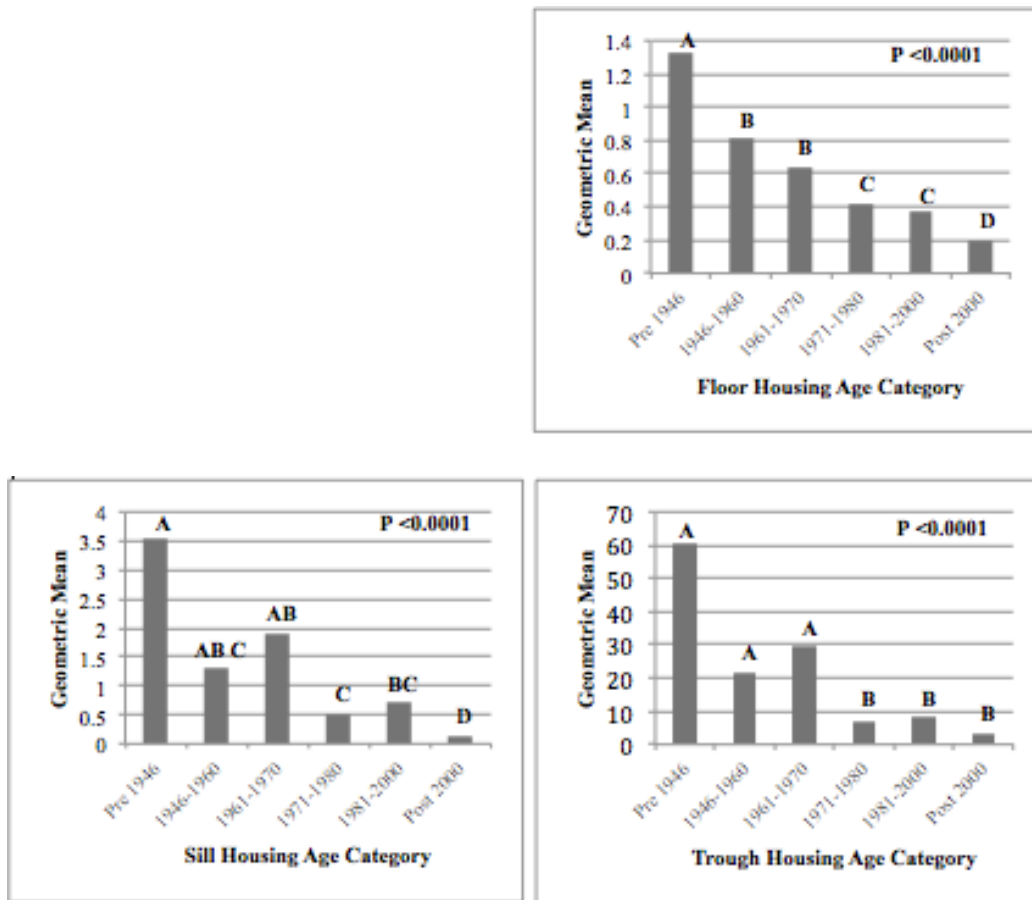 P <0.0001
Geometric Mean
1.4
1.2
1
0.8
0.6
0.4
0.2
0
A
B
B
C
C
D
Pre 1946
1946-1960
1961-1970
1971-1980
1981-2000
Post 2000
Floor Housing Age Category
P <0.0001
Geometric Mean
4
3.5
3
2.5
2
1.5
1
0.5
0
A
AB C
AB
C
BC
D
Pre 1946
1946-1960
1961-1970
1971-1980
1981-2000
Post 2000
Sill Housing Age Category
P <0.0001
Geometric Mean
70
60
50
40
30
20
10
0
A
A
A
B
B
B
Pre 1946
1946-1960
1961-1970
1971-1980
1981-2000
Post 2000
Trough Housing Age Category